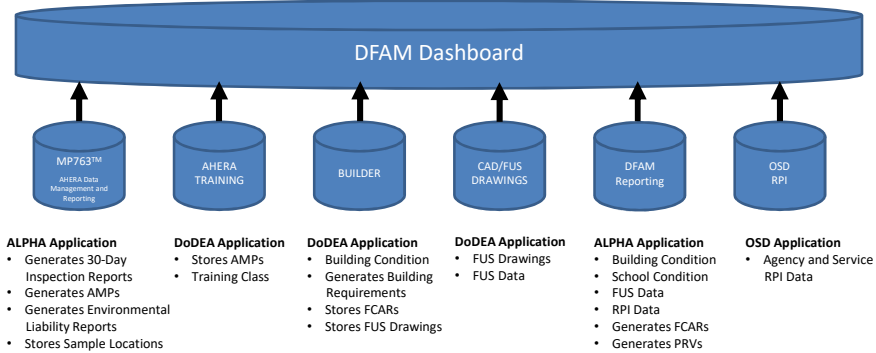 DFAM Dashboard
MP763™
AHERA Data
Management and
Reporting
AHERA
TRAINING
BUILDER
CAD/FUS
DRAWINGS
DFAM
Reporting
OSD
RPI
ALPHA Application
• Generates 30-Day
Inspection Reports
• Generates AMPs
• Generates Environmental
Liability Reports
• Stores Sample Locations
DoDEA Application
• Stores AMPs
• Training Class
DoDEA Application
• Building Condition
• Generates Building
Requirements
• Stores FCARs
• Stores FUS Drawings
DoDEA Application
• FUS Drawings
• FUS Data
ALPHA Application
• Building Condition
• School Condition
• FUS Data
• RPI Data
• Generates FCARs
• Generates PRVs
OSD Application
• Agency and Service
RPI Data